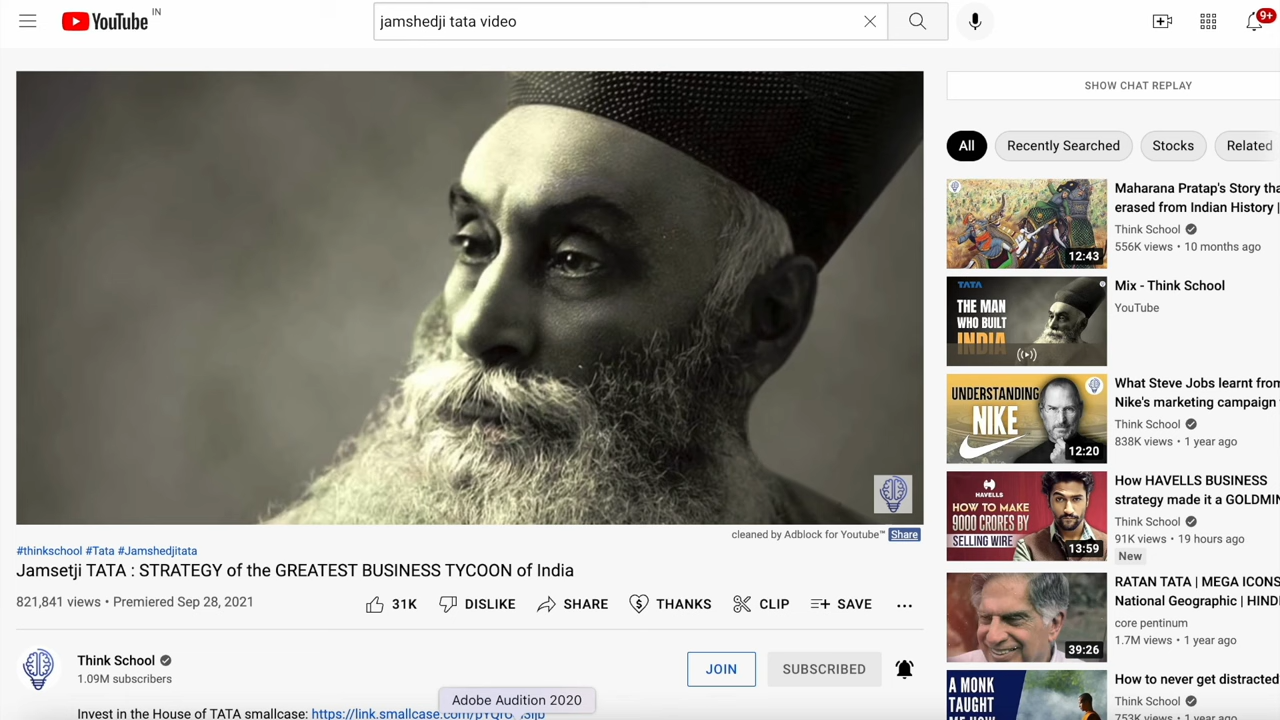 YouTube IN
jamshedji tata video
9+
SHOW CHAT REPLAY
All Recently Searched Stocks Related
cleaned by Adblock for Youtube™ Share
#thinkschool #Tata #Jamshedjitata
Jamsetji TATA : STRATEGY of the GREATEST BUSINESS TYCOON of India
821,841 views • Premiered Sep 28, 2021
31K DISLIKE SHARE THANKS CLIP SAVE ...
Think School
1.09M subscribers
JOIN SUBSCRIBED
Adobe Audition 2020
Invest in the House of TATA smallcase:
12:43
Maharana Pratap's Story tha
erased from Indian History |
Think School
556K views • 10 months ago
TATA
THE MAN
WHO BUILT
INDIA
Mix - Think School
YouTube
UNDERSTANDING
NIKE
12:20
What Steve Jobs learnt from
Nike's marketing campaign
Think School
838K views • 1 year ago
HAVELLS
HOW TO MAKE
9000 CRORES BY
SELLING WIRE
13:59
How HAVELLS BUSINESS
strategy made it a GOLDMIN
Think School
91K views • 19 hours ago
New
39:26
RATAN TATA | MEGA ICONS
National Geographic | HINDI
core pentinum
1.7M views • 1 year ago
A MONK
TAUGHT
How to never get distracted
Think School
753K views • 1 year ago